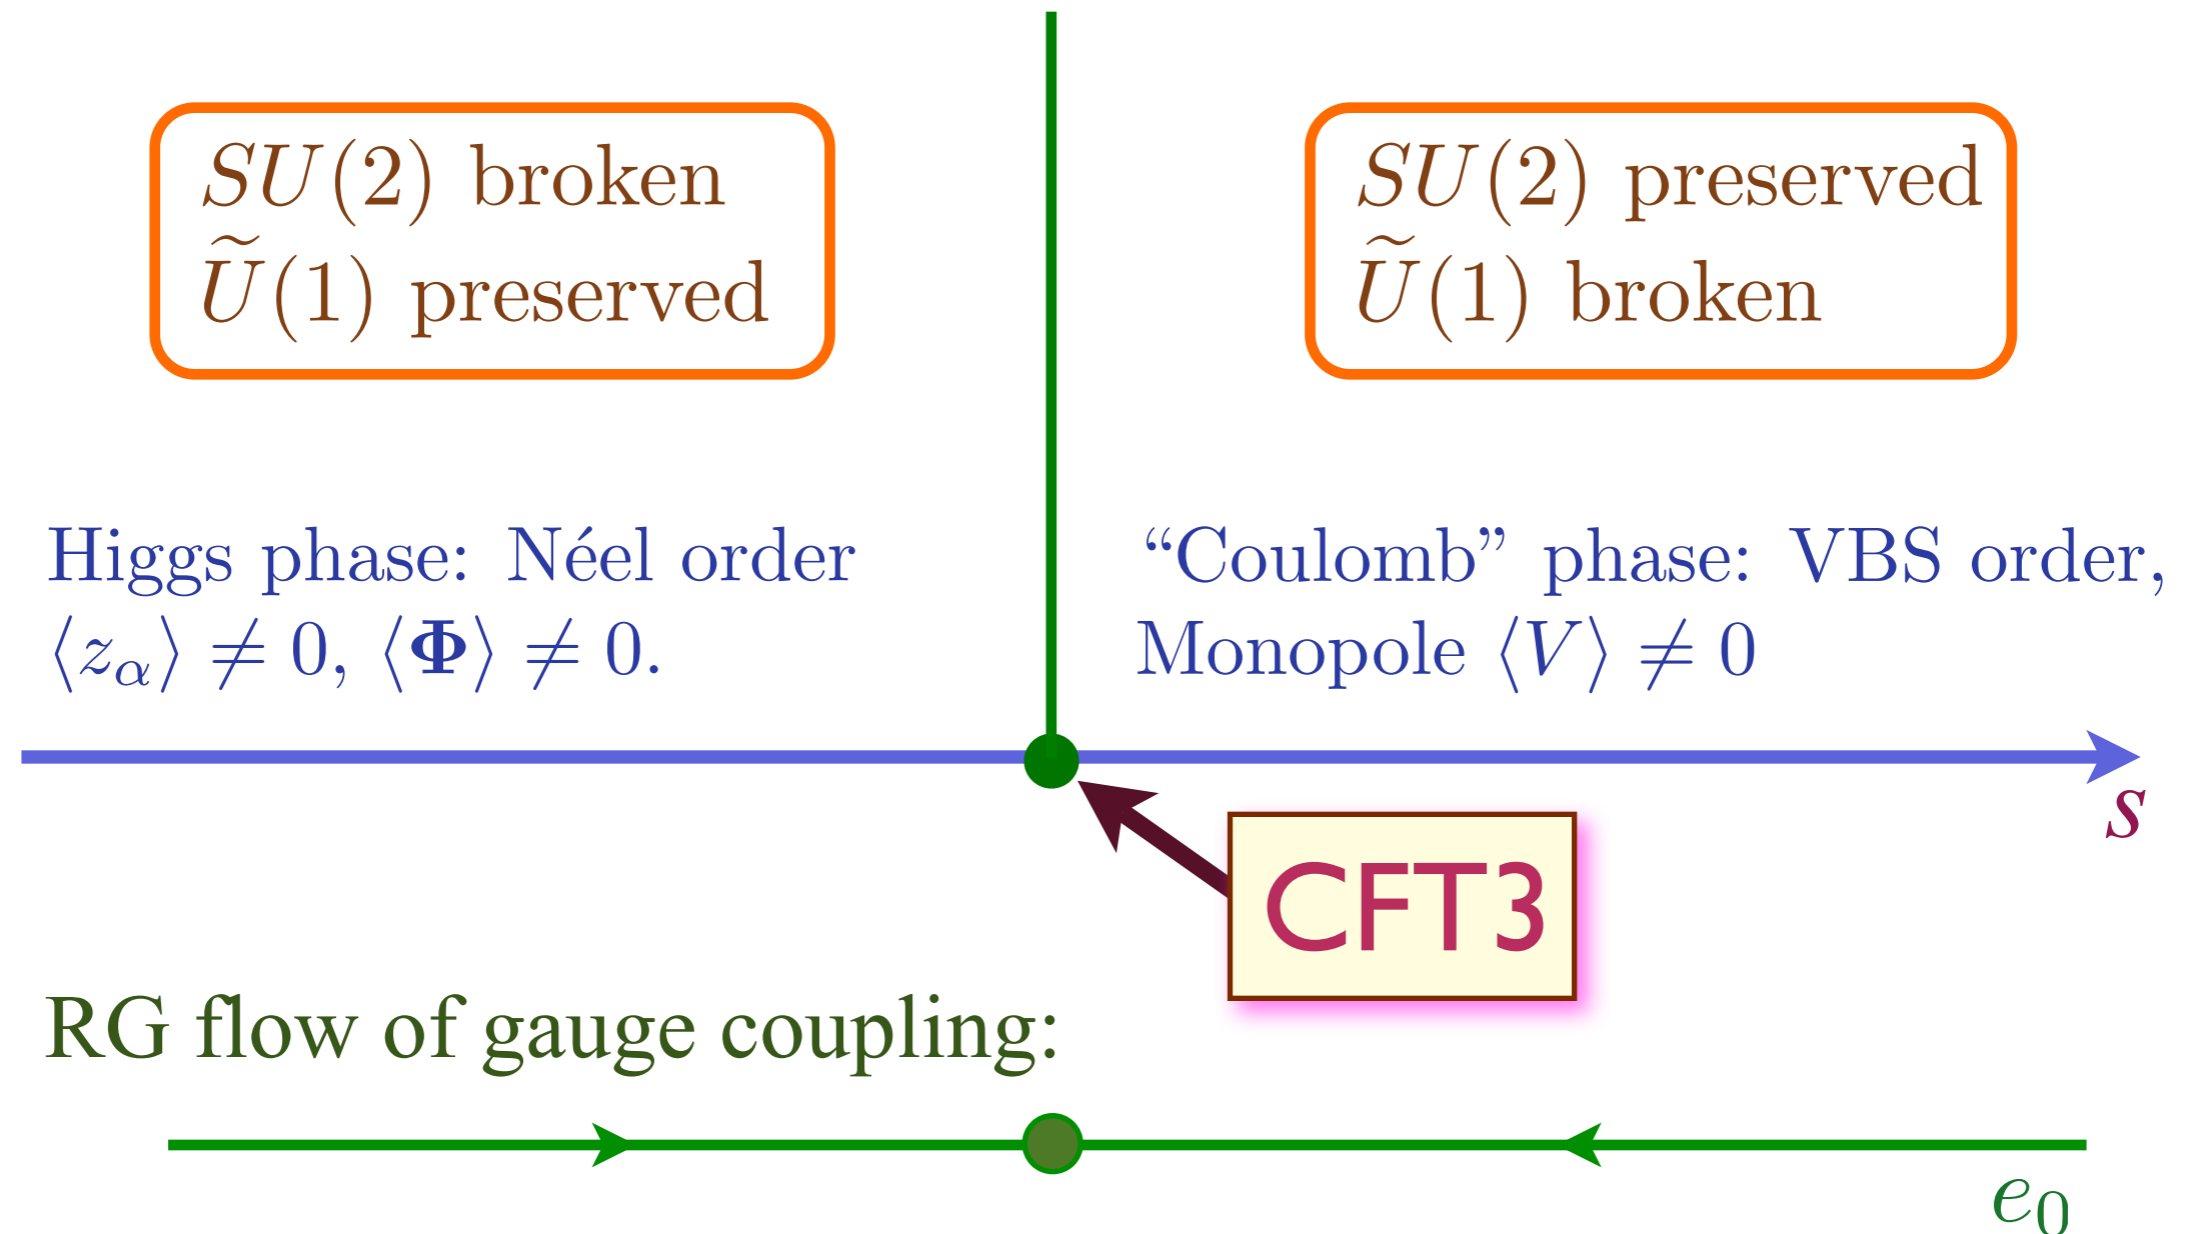 SU(2) broken
Ũ(1) preserved
SU(2) preserved
Ũ(1) broken
Higgs phase: Néel order
⟨z_α⟩ ≠ 0, ⟨Φ⟩ ≠ 0.
“Coulomb” phase: VBS order,
Monopole ⟨V⟩ ≠ 0
s
CFT3
RG flow of gauge coupling:
e₀